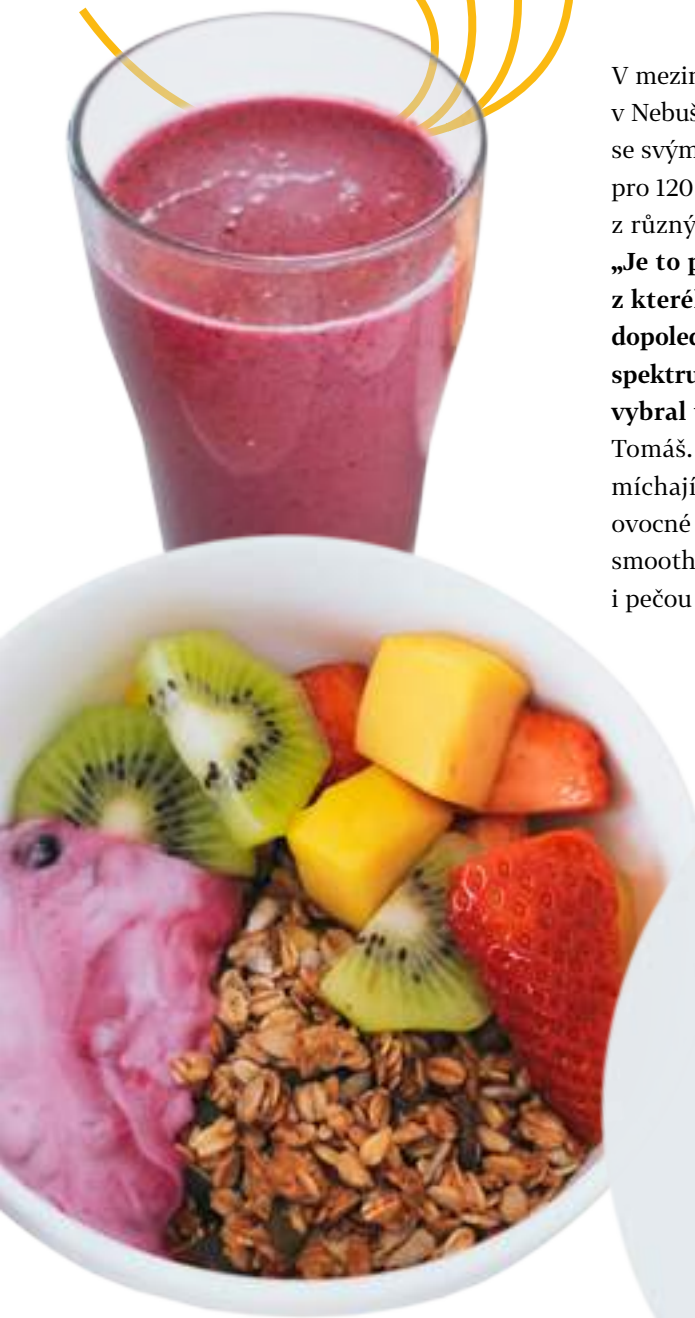 V mezin
v Nebuš
se svým
pro 120
z různý
„Je to p
z které
dopoled
spektru
vybral
Tomáš.
míchají
ovocné
smooth
i pečou